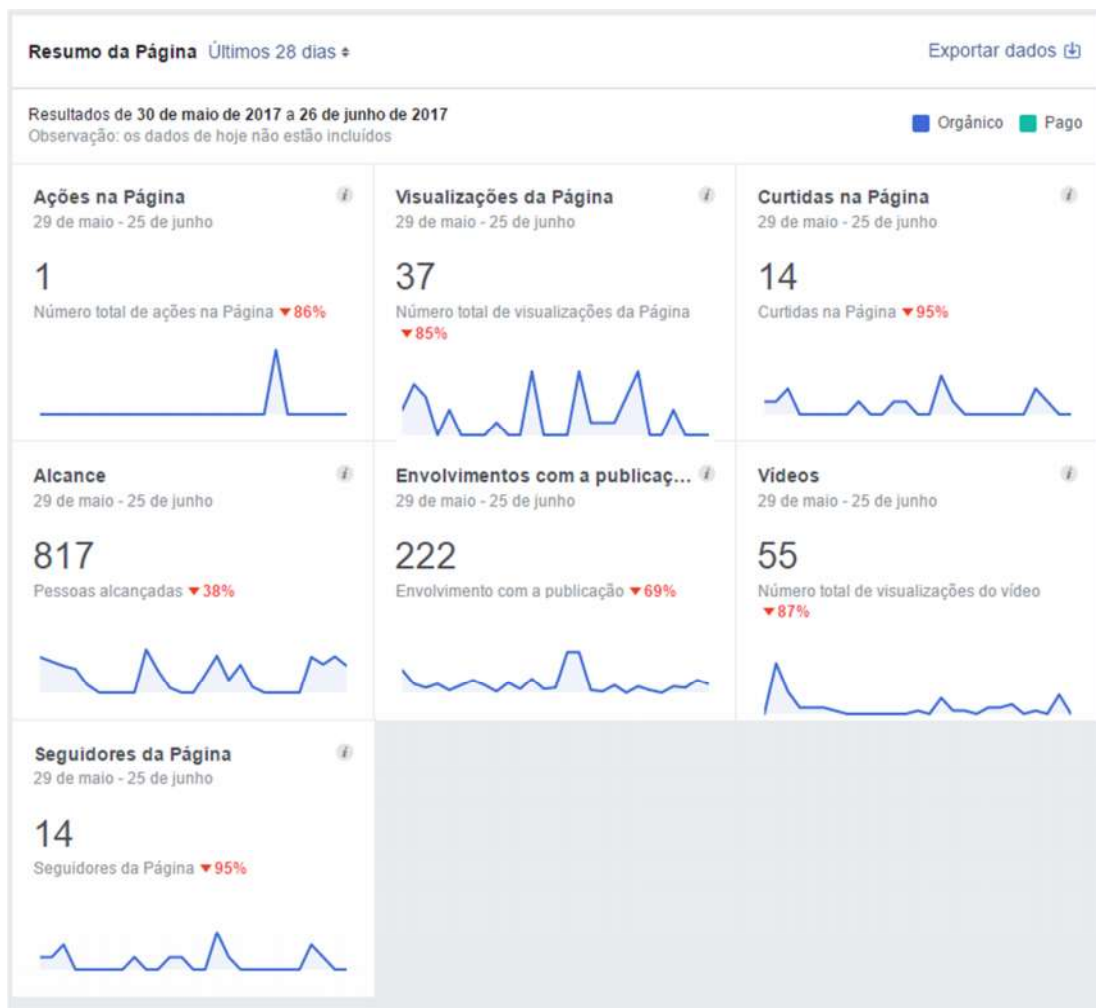 Resumo da Página Últimos 28 dias
Exportar dados
Resultados de 30 de maio de 2017 a 26 de junho de 2017
Observação: os dados de hoje não estão incluídos
Orgânico Pago
Ações na Página
29 de maio - 25 de junho
1
Número total de ações na Página ▼86%
Visualizações da Página
29 de maio - 25 de junho
37
Número total de visualizações da Página
▼85%
Curtidas na Página
29 de maio - 25 de junho
14
Curtidas na Página ▼95%
Alcance
29 de maio - 25 de junho
817
Pessoas alcançadas ▼38%
Envolvimentos com a publicaç...
29 de maio - 25 de junho
222
Envolvimento com a publicação ▼69%
Vídeos
29 de maio - 25 de junho
55
Número total de visualizações do vídeo
▼87%
Seguidores da Página
29 de maio - 25 de junho
14
Seguidores da Página ▼95%